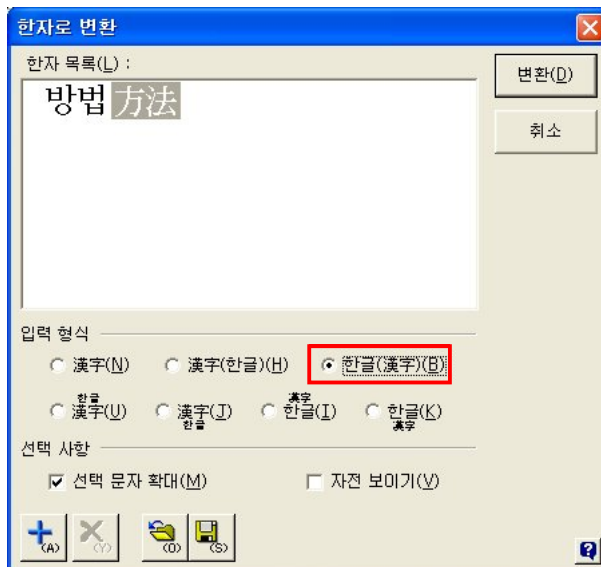 한자로 변환
한자 목록(L) :
변환(D)
방법 方法
취소
입력 형식
漢字(N) 漢字(한글)(H) 한글(漢字)(B)
한글 漢字(U) 漢字(J) 한글 漢字 한글(I) 한글(K) 漢字
선택 사항
선택 문자 확대(M) 자전 보이기(V)
(A) (Y) (O) (S)
?